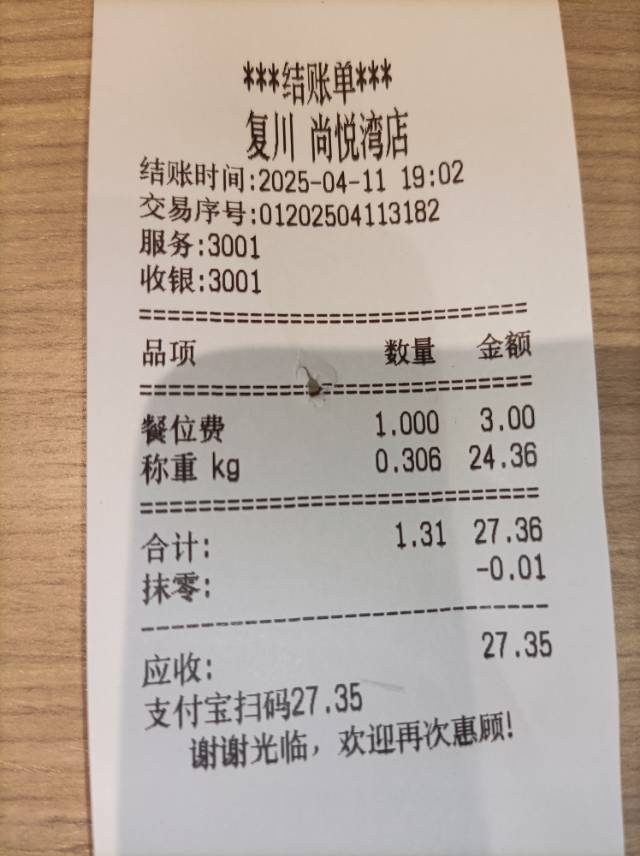 ***结账单***
复川 尚悦湾店
结账时间:2025-04-11 19:02
交易序号:01202504113182
服务:3001
收银:3001
============================
品项 数量 金额
============================
餐位费 1.000 3.00
称重 kg 0.306 24.36
============================
合计: 1.31 27.36
抹零: -0.01
----------------------------
应收: 27.35
支付宝扫码27.35
谢谢光临，欢迎再次惠顾!